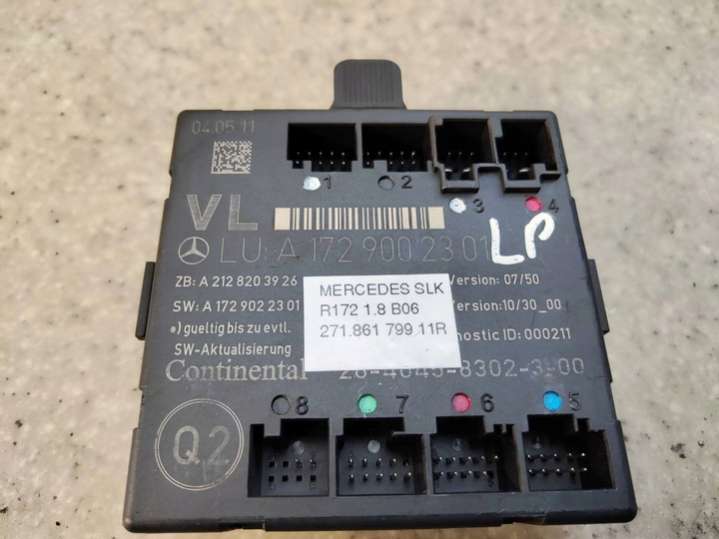 04.05.11
1 2 3 4
VL
LU: A 172 900 23 01
LP
ZB: A 212 820 39 26
Version: 07/50
SW: A 172 902 23 01
Version: 10/30_00
•) gueltig bis zu evtl.
nostic ID: 000211
SW-Aktualisierung
MERCEDES SLK
R172 1.8 B06
271.861 799.11R
Continental
8 7 6 5
Q2